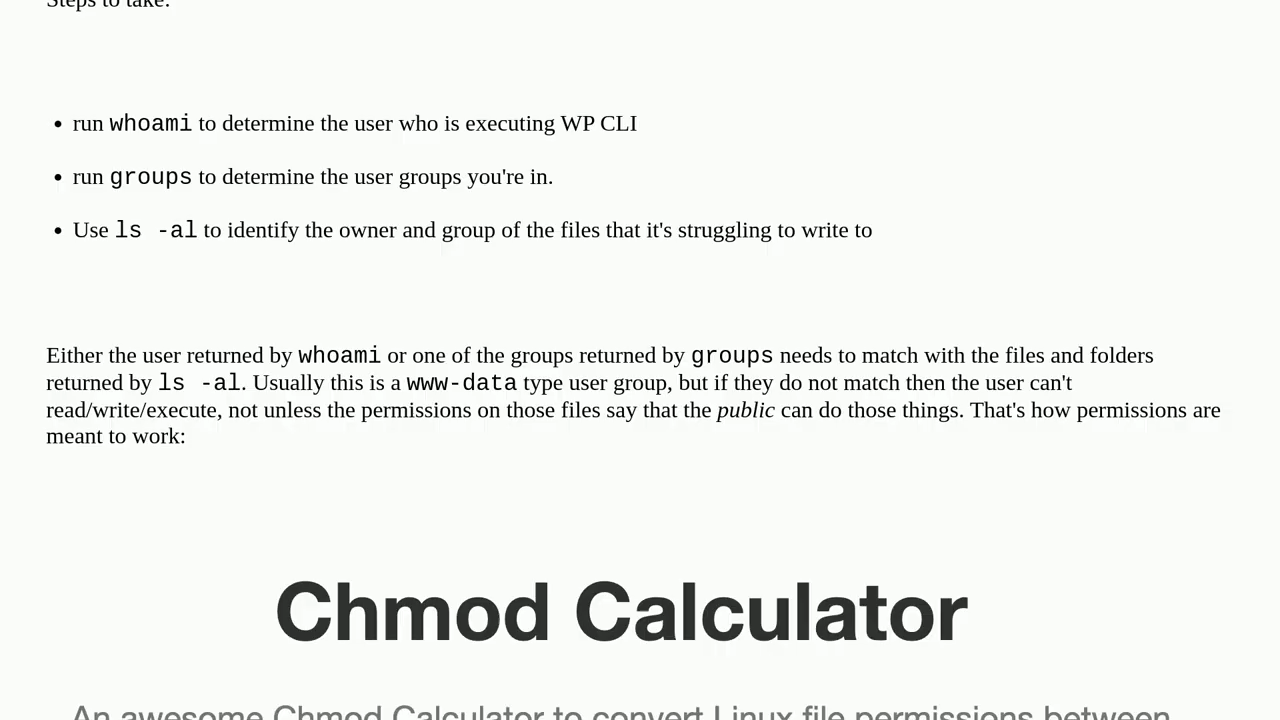 Steps to take:
• run whoami to determine the user who is executing WP CLI
• run groups to determine the user groups you're in.
• Use ls -al to identify the owner and group of the files that it's struggling to write to
Either the user returned by whoami or one of the groups returned by groups needs to match with the files and folders
returned by ls -al. Usually this is a www-data type user group, but if they do not match then the user can't
read/write/execute, not unless the permissions on those files say that the public can do those things. That's how permissions are
meant to work:
Chmod Calculator
An awesome Chmod Calculator to convert Linux file permissions between